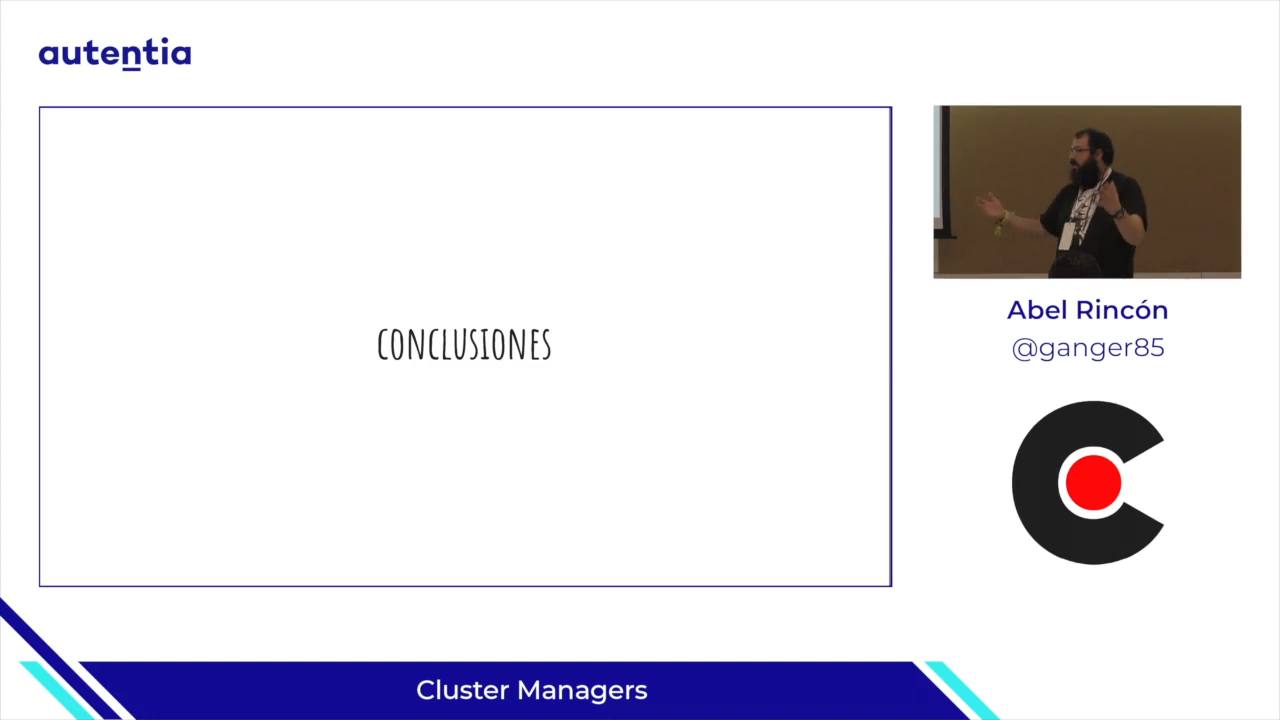 autentia
CONCLUSIONES
Abel Rincón
@ganger85
Cluster Managers